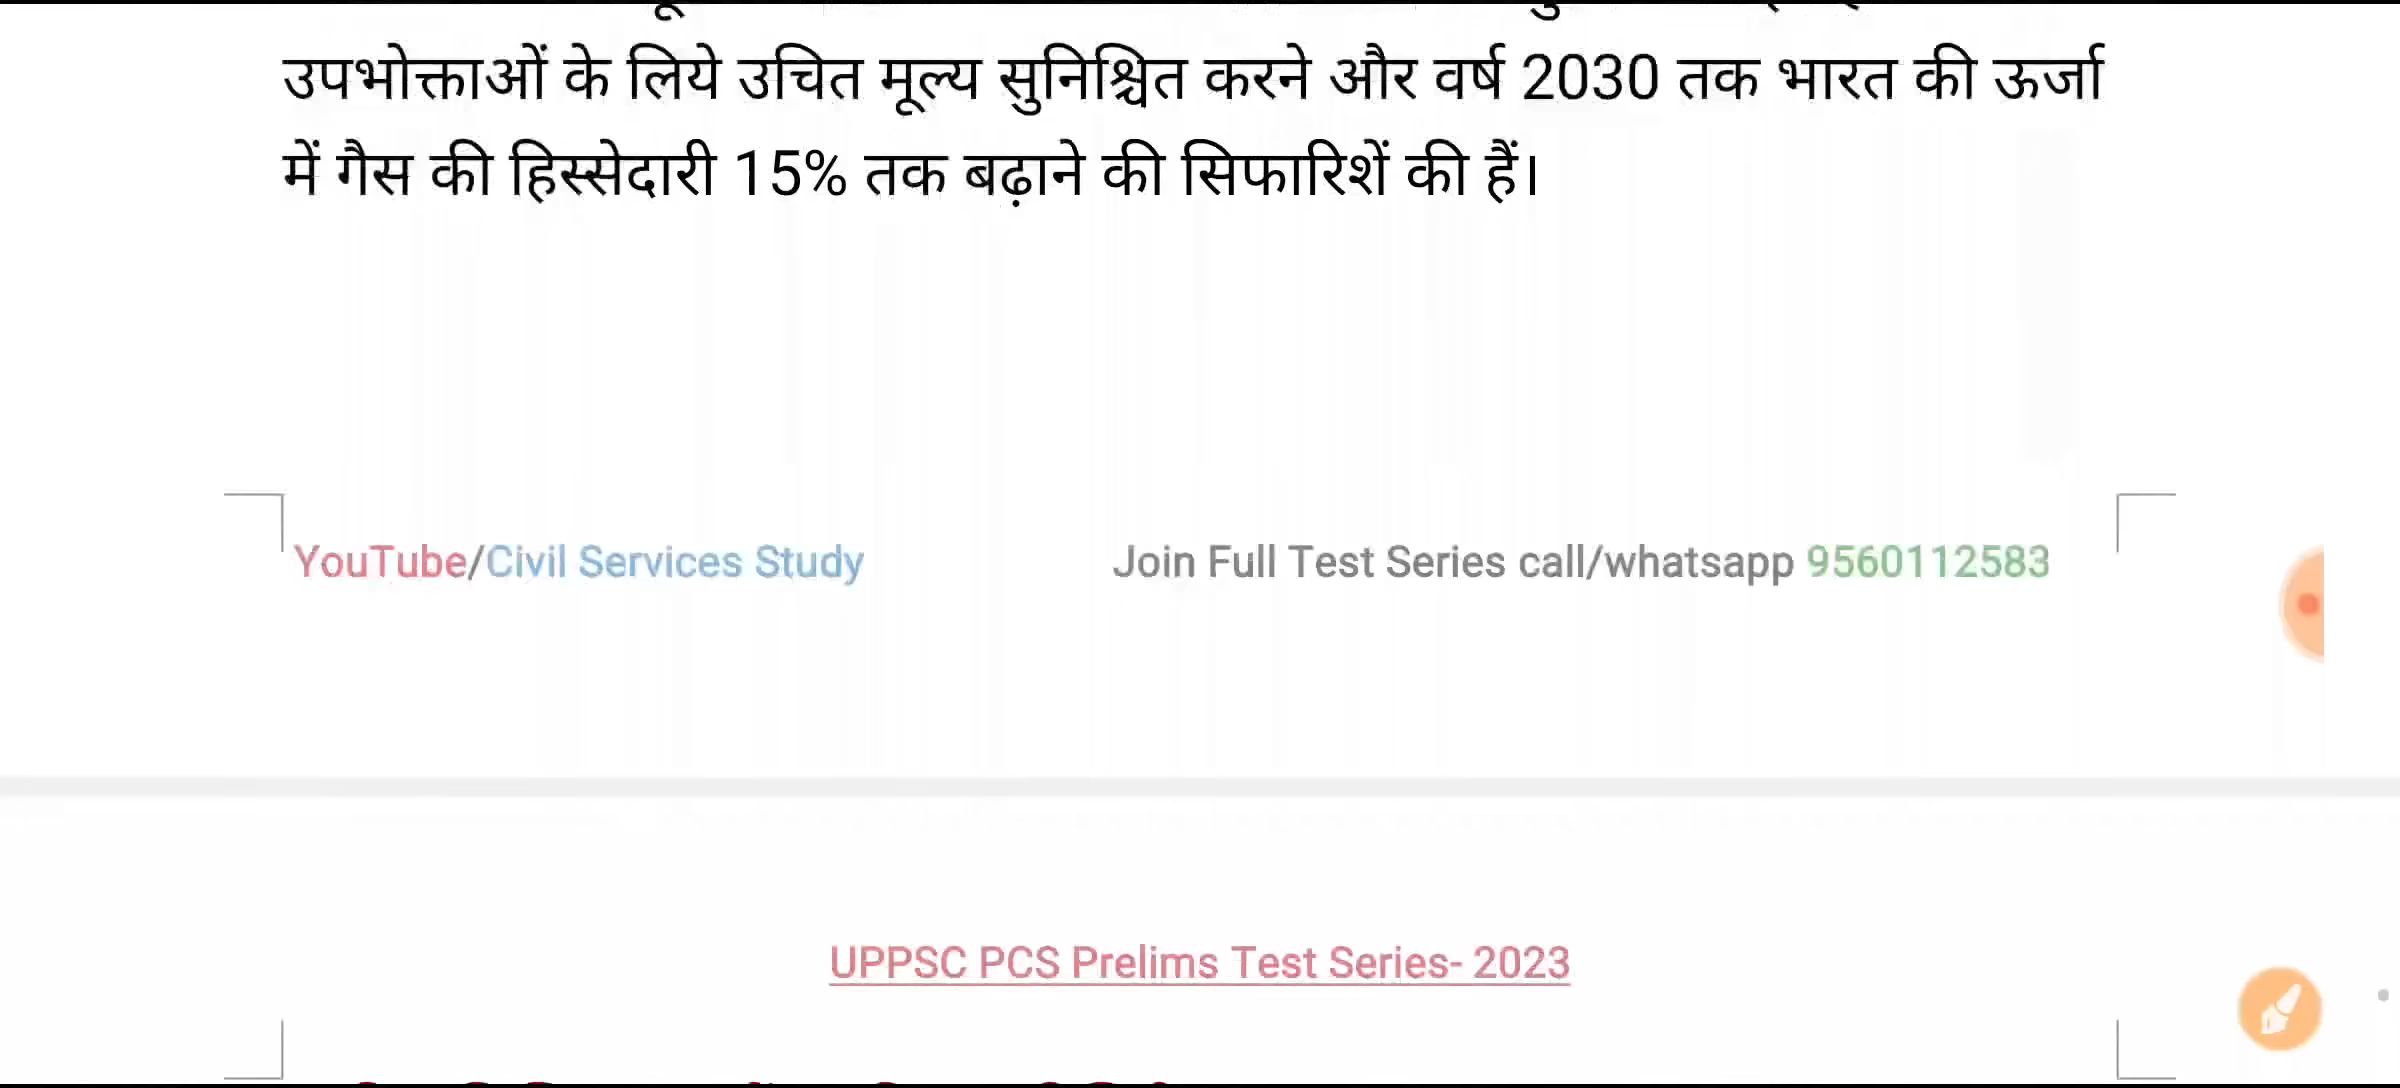 उपभोक्ताओं के लिये उचित मूल्य सुनिश्चित करने और वर्ष 2030 तक भारत की ऊर्जा
में गैस की हिस्सेदारी 15% तक बढ़ाने की सिफारिशें की हैं।
YouTube/Civil Services Study Join Full Test Series call/whatsapp 9560112583
UPPSC PCS Prelims Test Series- 2023